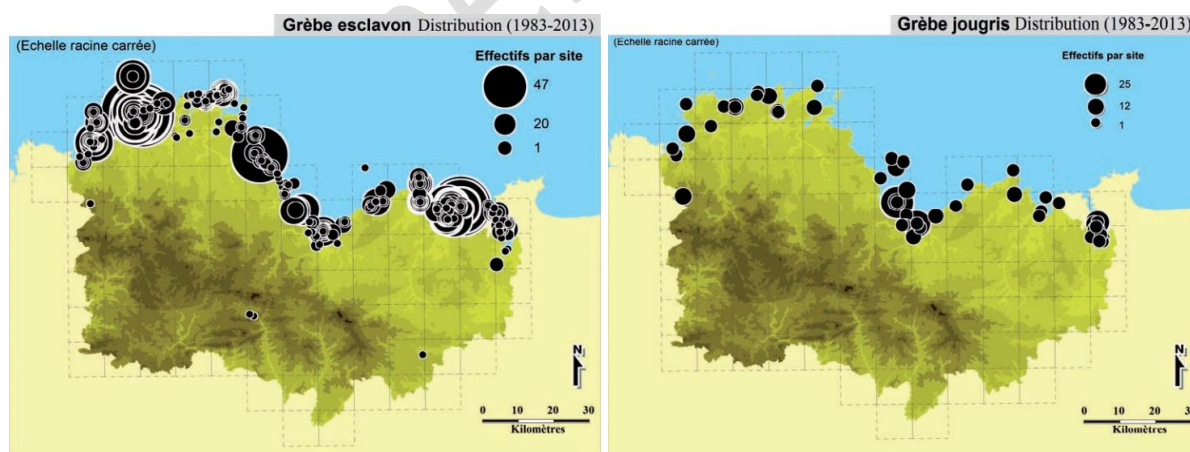 Grèbe esclavon Distribution (1983-2013)
(Echelle racine carrée)
Effectifs par site
47
20
1
N
0 10 20 30
Kilomètres
Grèbe jougris Distribution (1983-2013)
(Echelle racine carrée)
Effectifs par site
25
12
1
N
0 10 20 3
Kilomètres